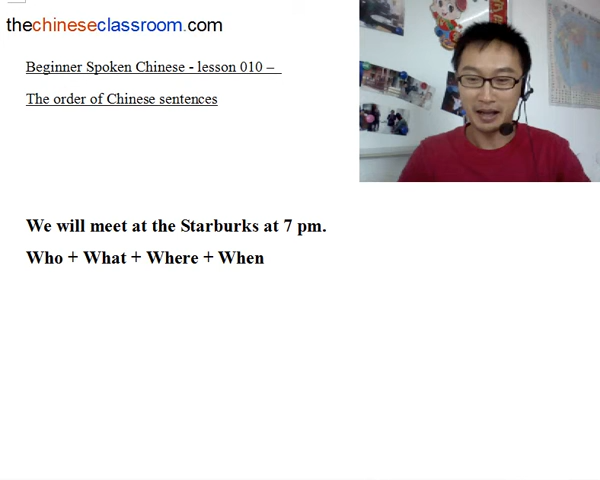 thechineseclassroom.com
Beginner Spoken Chinese - lesson 010 –
The order of Chinese sentences
We will meet at the Starburks at 7 pm.
Who + What + Where + When